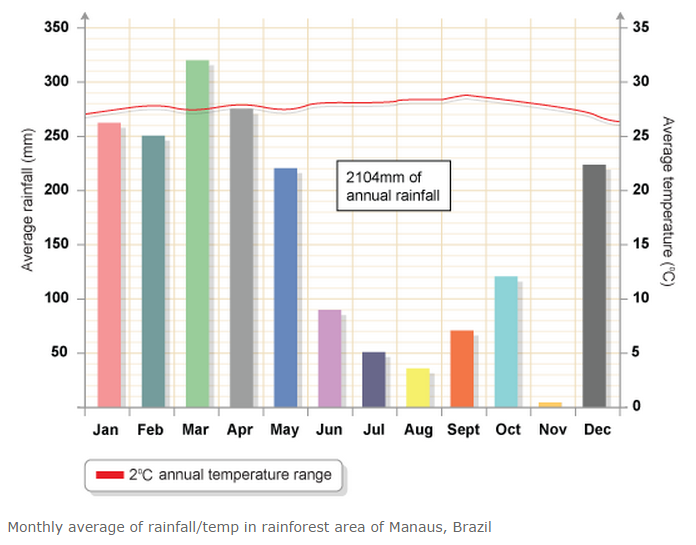 350
300
250
200
150
100
50
Average rainfall (mm)
35
30
25
20
15
10
5
0
Average temperature (°C)
2104mm of
annual rainfall
Jan Feb Mar Apr May Jun Jul Aug Sept Oct Nov Dec
2°C annual temperature range
Monthly average of rainfall/temp in rainforest area of Manaus, Brazil